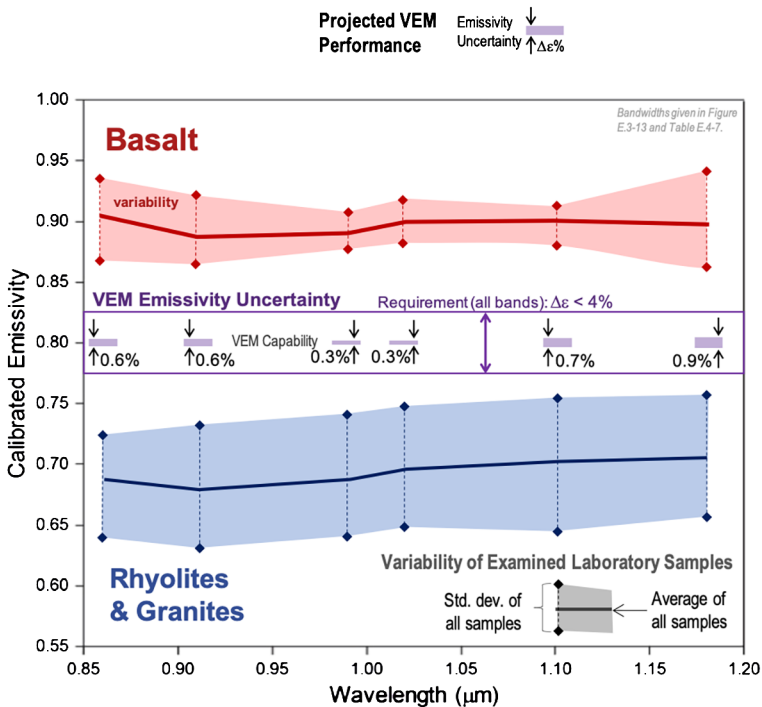 Projected VEM
Performance
Emissivity
Uncertainty
Δε%
Bandwidths given in Figure
E.3-13 and Table E.4-7.
1.00
0.95
0.90
0.85
0.80
0.75
0.70
0.65
0.60
0.55
Calibrated Emissivity
Basalt
variability
VEM Emissivity Uncertainty
Requirement (all bands): Δε < 4%
VEM Capability
0.6%
0.6%
0.3%
0.3%
0.7%
0.9%
Rhyolites
& Granites
Variability of Examined Laboratory Samples
Std. dev. of
all samples
Average of
all samples
0.85
0.90
0.95
1.00
1.05
1.10
1.15
1.20
Wavelength (μm)